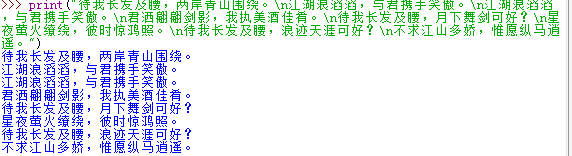 >>> print("待我长发及腰，两岸青山围绕。\n江湖浪滔滔，与君携手笑傲。\n江湖浪滔滔
，与君携手笑傲。\n君洒翩翩剑影，我执美酒佳肴。\n待我长发及腰，月下舞剑可好？\n星
夜萤火缭绕，彼时惊鸿照。\n待我长发及腰，浪迹天涯可好？\n不求江山多娇，惟愿纵马逍
遥。")
待我长发及腰，两岸青山围绕。
江湖浪滔滔，与君携手笑傲。
江湖浪滔滔，与君携手笑傲。
君洒翩翩剑影，我执美酒佳肴。
待我长发及腰，月下舞剑可好？
星夜萤火缭绕，彼时惊鸿照。
待我长发及腰，浪迹天涯可好？
不求江山多娇，惟愿纵马逍遥。